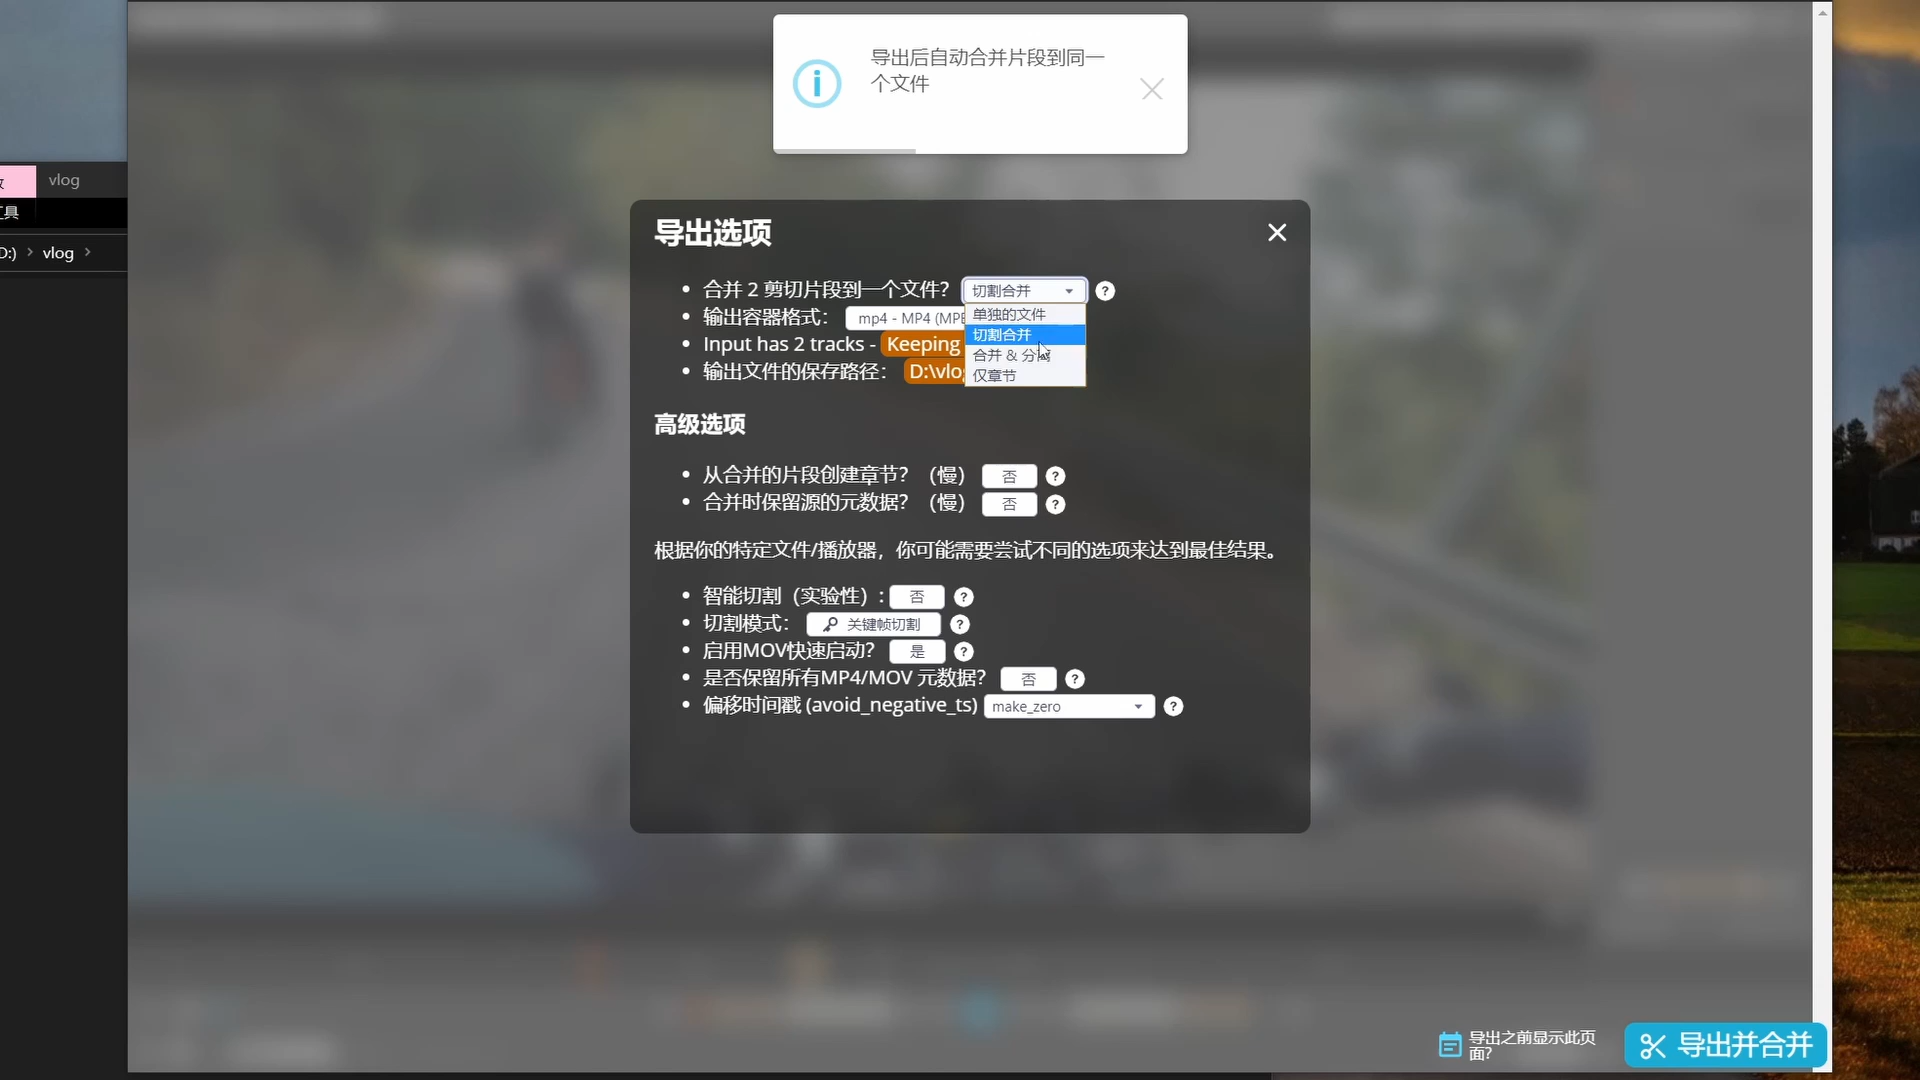 导出后自动合并片段到同一
个文件
vlog
工具
D:) > vlog >
导出选项
合并 2 剪切片段到一个文件? 切割合并 ?
单独的文件
切割合并
合并 & 分离
仅章节
输出容器格式: mp4 - MP4 (MPE
Input has 2 tracks - Keeping
输出文件的保存路径: D:\vlo
高级选项
从合并的片段创建章节? (慢) 否 ?
合并时保留源的元数据? (慢) 否 ?
根据你的特定文件/播放器，你可能需要尝试不同的选项来达到最佳结果。
智能切割（实验性）: 否 ?
切割模式: 关键帧切割 ?
启用MOV快速启动? 是 ?
是否保留所有MP4/MOV 元数据? 否 ?
偏移时间戳 (avoid_negative_ts) make_zero ?
导出之前显示此页
面?
导出并合并